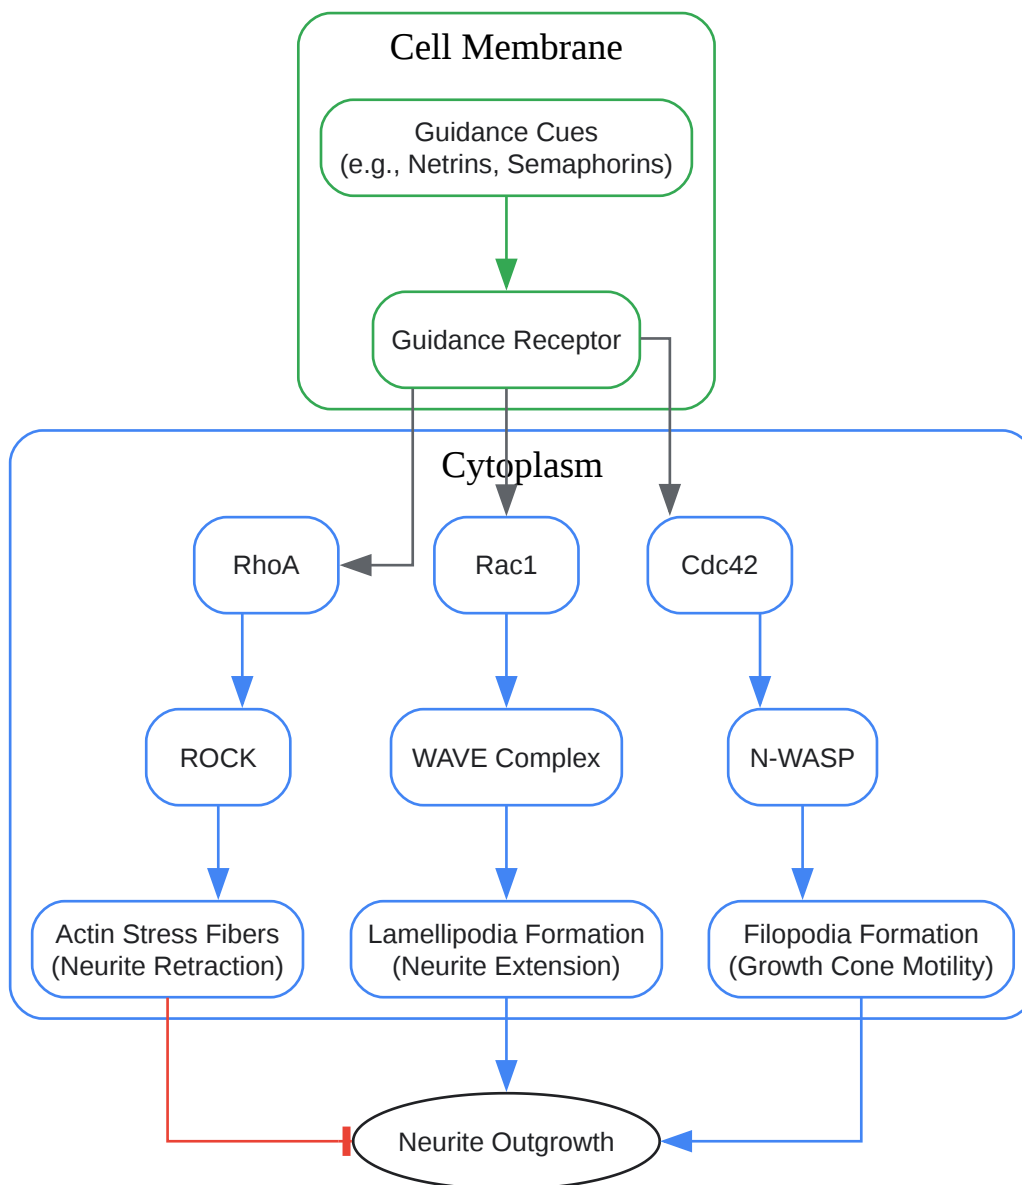 Cell Membrane
Guidance Cues
(e.g., Netrins, Semaphorins)
Guidance Receptor
Cytoplasm
RhoA
Rac1
Cdc42
ROCK
WAVE Complex
N-WASP
Actin Stress Fibers
(Neurite Retraction)
Lamellipodia Formation
(Neurite Extension)
Filopodia Formation
(Growth Cone Motility)
Neurite Outgrowth